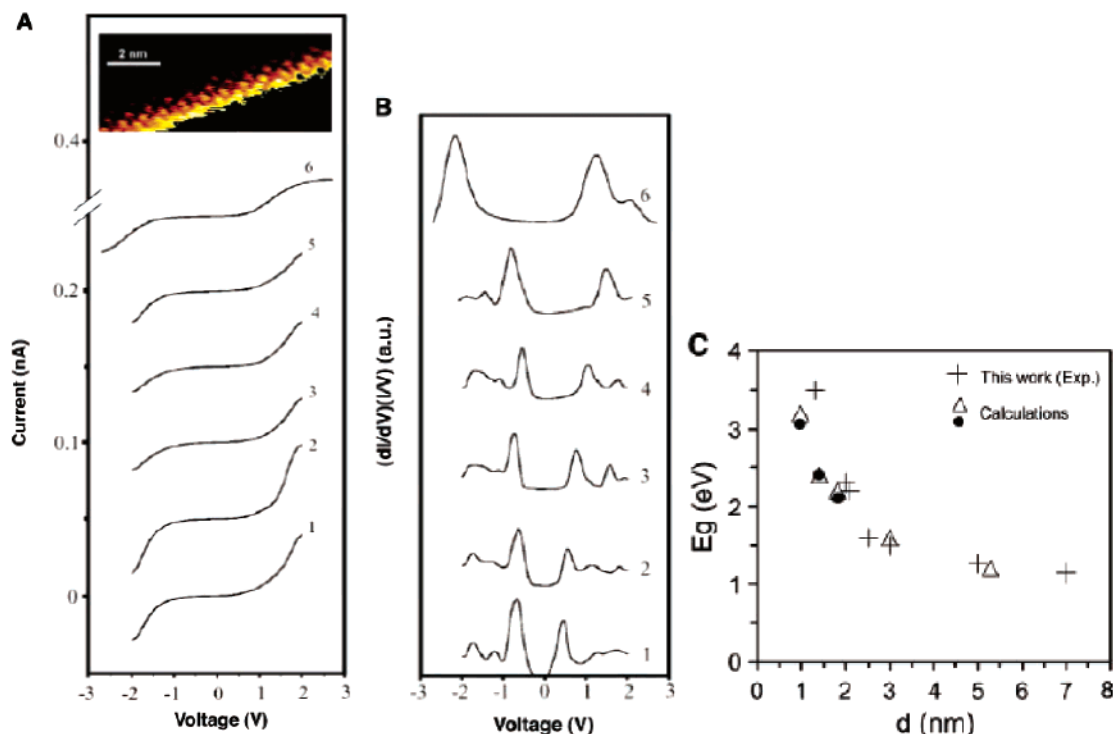 A
2 nm
0.4
6
5
0.2
4
3
0.1
2
1
0
Current (nA)
-3 -2 -1 0 1 2 3
Voltage (V)
B
6
5
4
3
2
1
(dI/dV)(I/V) (a.u.)
-3 -2 -1 0 1 2 3
Voltage (V)
C
This work (Exp.)
Calculations
4
3
2
1
0
Eg (eV)
0 1 2 3 4 5 6 7 8
d (nm)